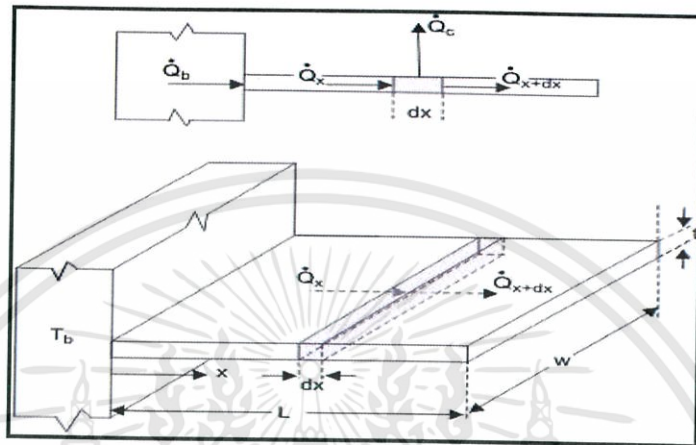 Q̇c
Q̇b Q̇x Q̇x+dx
dx
t
Q̇x Q̇x+dx
Tb
x dx w
L